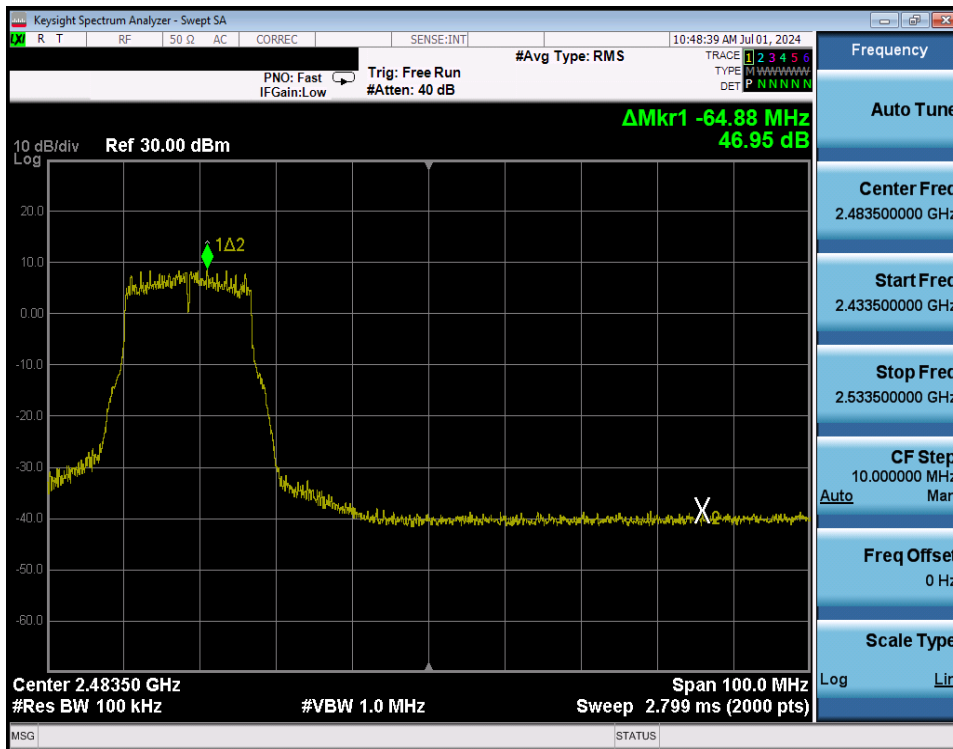 Keysight Spectrum Analyzer - Swept SA
LXI R T RF 50 Ω AC CORREC SENSE:INT 10:48:39 AM Jul 01, 2024
#Avg Type: RMS
TRACE 1 2 3 4 5 6
TYPE M W W W W W
DET P N N N N N
PNO: Fast Trig: Free Run
IFGain:Low #Atten: 40 dB
ΔMkr1 -64.88 MHz
46.95 dB
10 dB/div Ref 30.00 dBm
Log
20.0
1Δ2
10.0
0.00
-10.0
-20.0
-30.0
-40.0
X2
-50.0
-60.0
Center 2.48350 GHz Span 100.0 MHz
#Res BW 100 kHz #VBW 1.0 MHz Sweep 2.799 ms (2000 pts)
MSG STATUS
Frequency
Auto Tune
Center Freq
2.483500000 GHz
Start Freq
2.433500000 GHz
Stop Freq
2.533500000 GHz
CF Step
10.000000 MHz
Auto Man
Freq Offset
0 Hz
Scale Type
Log Lin